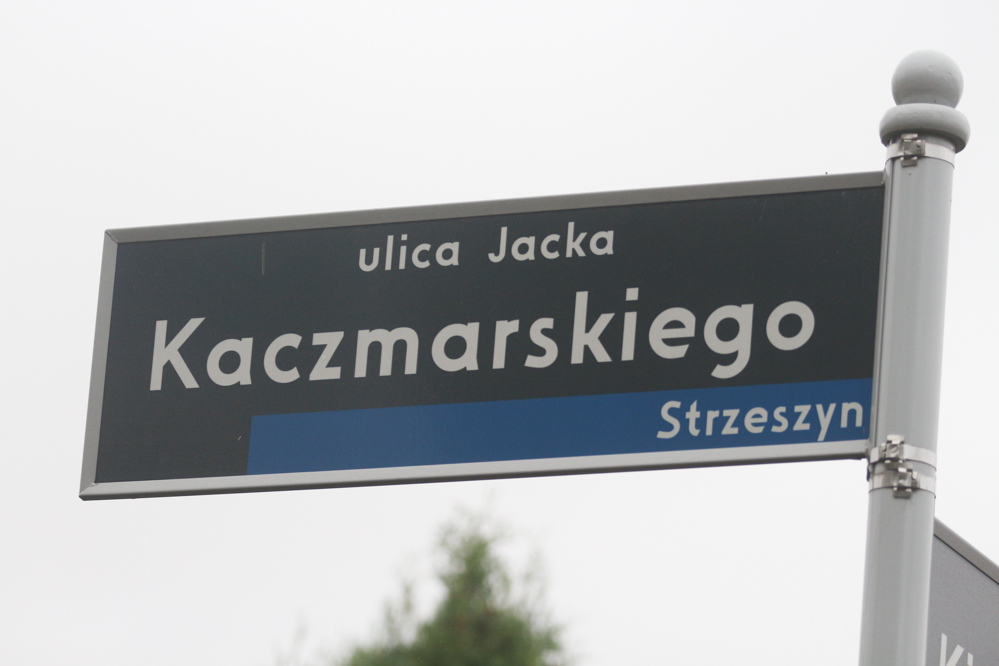 ulica Jacka
Kaczmarskiego
Strzeszyn